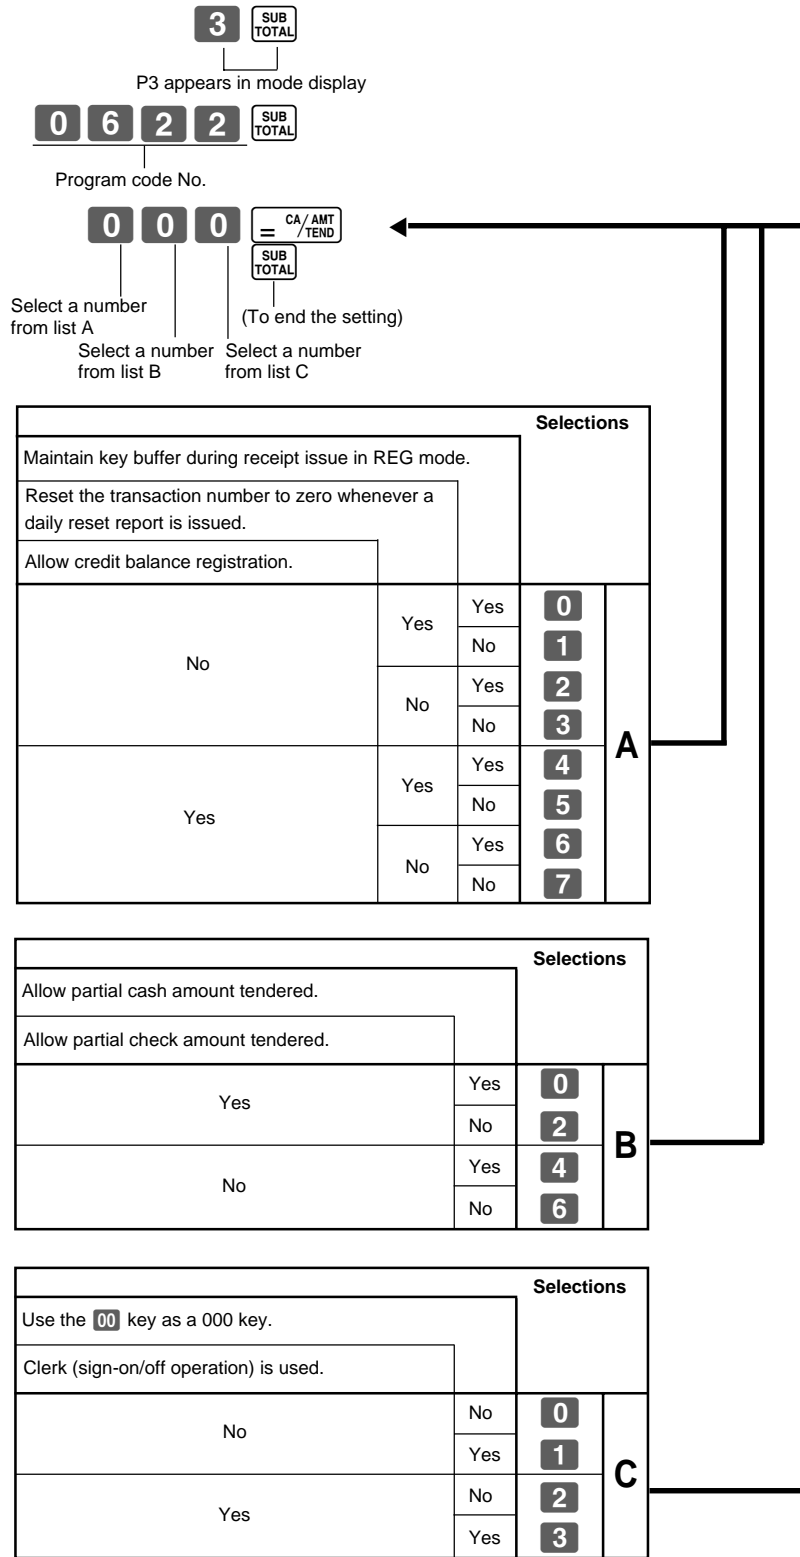 3 SUB TOTAL
P3 appears in mode display
0 6 2 2 SUB TOTAL
Program code No.
0 0 0 = CA/AMT TEND
SUB TOTAL
Select a number
from list A
(To end the setting)
Select a number
from list B
Select a number
from list C
Selections
Maintain key buffer during receipt issue in REG mode.
Reset the transaction number to zero whenever a
daily reset report is issued.
Allow credit balance registration.
No Yes Yes 0
No 1
No Yes 2
No 3
A
Yes Yes Yes 4
No 5
No Yes 6
No 7
Selections
Allow partial cash amount tendered.
Allow partial check amount tendered.
Yes Yes 0
No 2
B
No Yes 4
No 6
Selections
Use the 00 key as a 000 key.
Clerk (sign-on/off operation) is used.
No No 0
Yes 1
C
Yes No 2
Yes 3